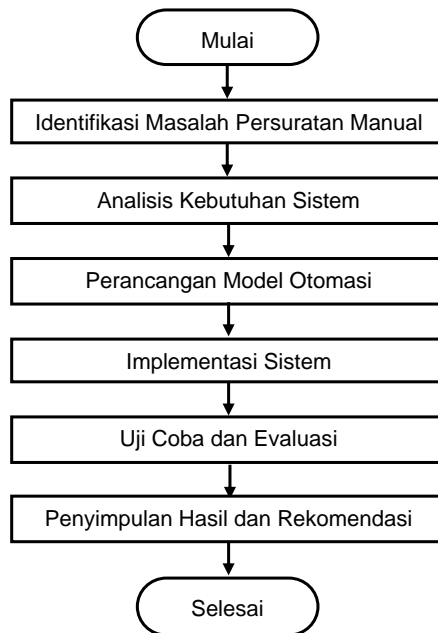 Mulai
Identifikasi Masalah Persuratan Manual
Analisis Kebutuhan Sistem
Perancangan Model Otomasi
Implementasi Sistem
Uji Coba dan Evaluasi
Penyimpulan Hasil dan Rekomendasi
Selesai